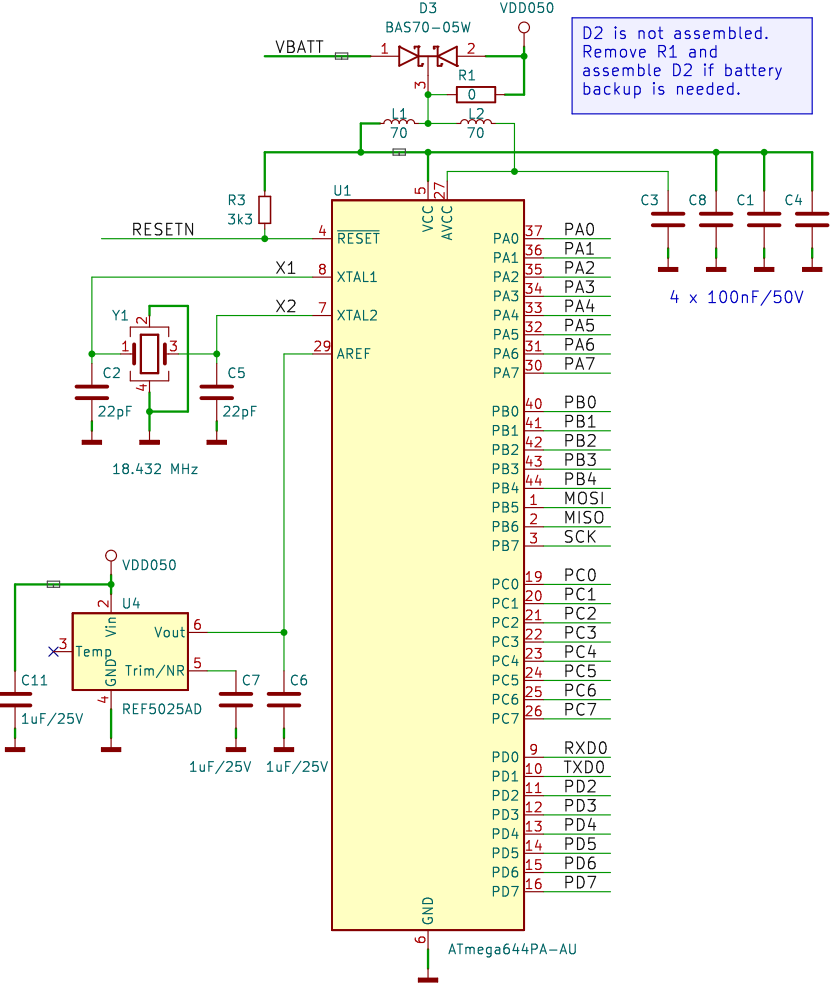 D3
BAS70-05W
VDD050
VBATT
1
2
3
R1
0
D2 is not assembled.
Remove R1 and
assemble D2 if battery
backup is needed.
L1
70
L2
70
R3
3k3
U1
5
27
VCC
AVCC
C3
C8
C1
C4
4 x 100nF/50V
RESETN
4
RESET
X1
8
XTAL1
X2
7
XTAL2
29
AREF
Y1
2
1
3
4
C2
22pF
C5
22pF
18.432 MHz
PA0 37 PA0
PA1 36 PA1
PA2 35 PA2
PA3 34 PA3
PA4 33 PA4
PA5 32 PA5
PA6 31 PA6
PA7 30 PA7
PB0 40 PB0
PB1 41 PB1
PB2 42 PB2
PB3 43 PB3
PB4 44 PB4
PB5 1 MOSI
PB6 2 MISO
PB7 3 SCK
PC0 19 PC0
PC1 20 PC1
PC2 21 PC2
PC3 22 PC3
PC4 23 PC4
PC5 24 PC5
PC6 25 PC6
PC7 26 PC7
PD0 9 RXD0
PD1 10 TXD0
PD2 11 PD2
PD3 12 PD3
PD4 13 PD4
PD5 14 PD5
PD6 15 PD6
PD7 16 PD7
VDD050
2
U4
Vin
Vout
6
3
Temp
GND
Trim/NR
5
4
REF5025AD
C11
1uF/25V
C7
1uF/25V
C6
1uF/25V
GND
6
ATmega644PA-AU